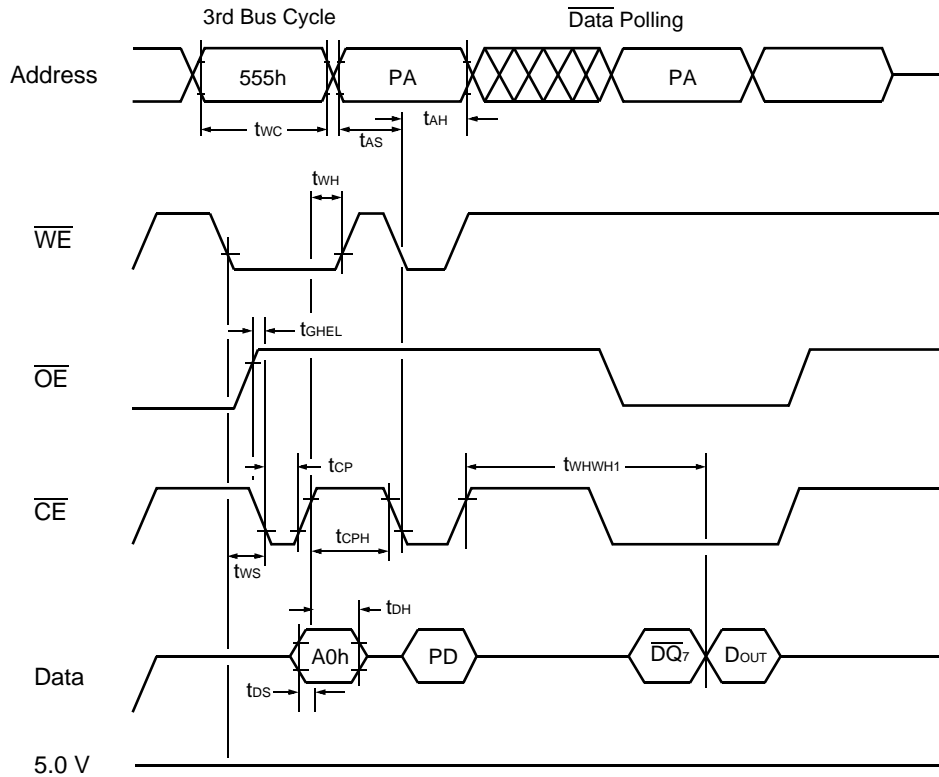 3rd Bus Cycle
Data Polling
Address
555h
PA
PA
tWC
tAS
tAH
tWH
WE
tGHEL
OE
tCP
tWHWH1
CE
tCPH
tWS
tDH
Data
A0h
PD
DQ7
DOUT
tDS
5.0 V